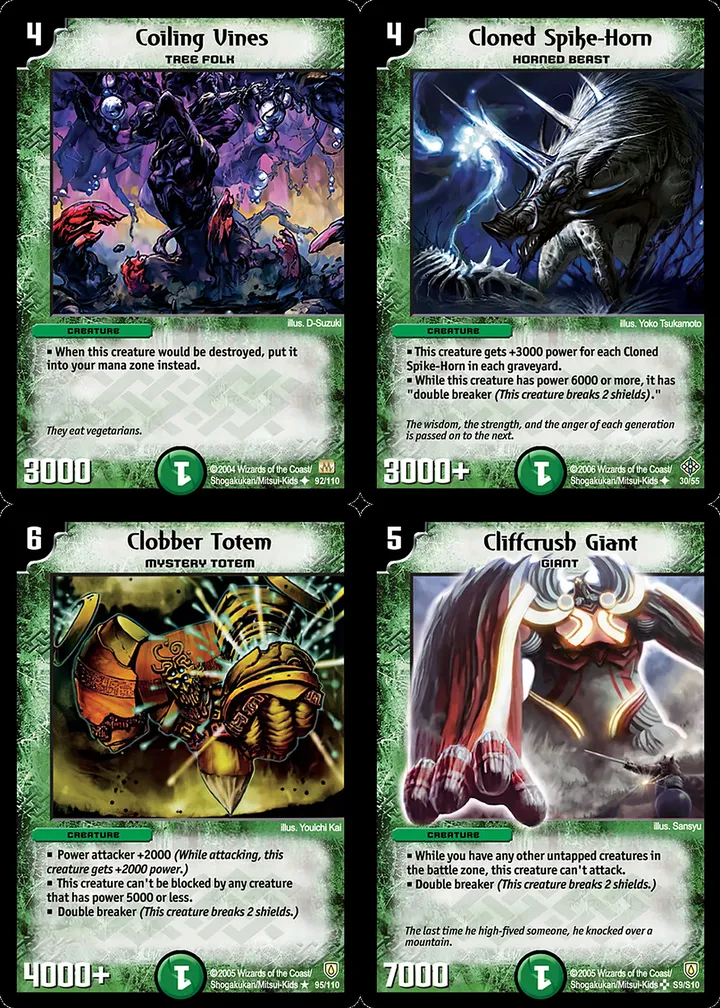 4
Coiling Vines
TREE FOLK
illus. D-Suzuki
CREATURE
▪ When this creature would be destroyed, put it
into your mana zone instead.
They eat vegetarians.
3000
1
©2004 Wizards of the Coast/
Shogakukan/Mitsui-Kids ✦ 92/110
4
Cloned Spike-Horn
HORNED BEAST
illus. Yoko Tsukamoto
CREATURE
▪ This creature gets +3000 power for each Cloned
Spike-Horn in each graveyard.
▪ While this creature has power 6000 or more, it has
"double breaker (This creature breaks 2 shields)."
The wisdom, the strength, and the anger of each generation
is passed on to the next.
3000+
1
©2006 Wizards of the Coast/
Shogakukan/Mitsui-Kids ✦ 30/55
6
Clobber Totem
MYSTERY TOTEM
illus. Youichi Kai
CREATURE
▪ Power attacker +2000 (While attacking, this
creature gets +2000 power.)
▪ This creature can't be blocked by any creature
that has power 5000 or less.
▪ Double breaker (This creature breaks 2 shields.)
4000+
1
©2005 Wizards of the Coast/
Shogakukan/Mitsui-Kids ★ 95/110
5
Cliffcrush Giant
GIANT
illus. Sansyu
CREATURE
▪ While you have any other untapped creatures in
the battle zone, this creature can't attack.
▪ Double breaker (This creature breaks 2 shields.)
The last time he high-fived someone, he knocked over a
mountain.
7000
1
©2005 Wizards of the Coast/
Shogakukan/Mitsui-Kids S9/S10